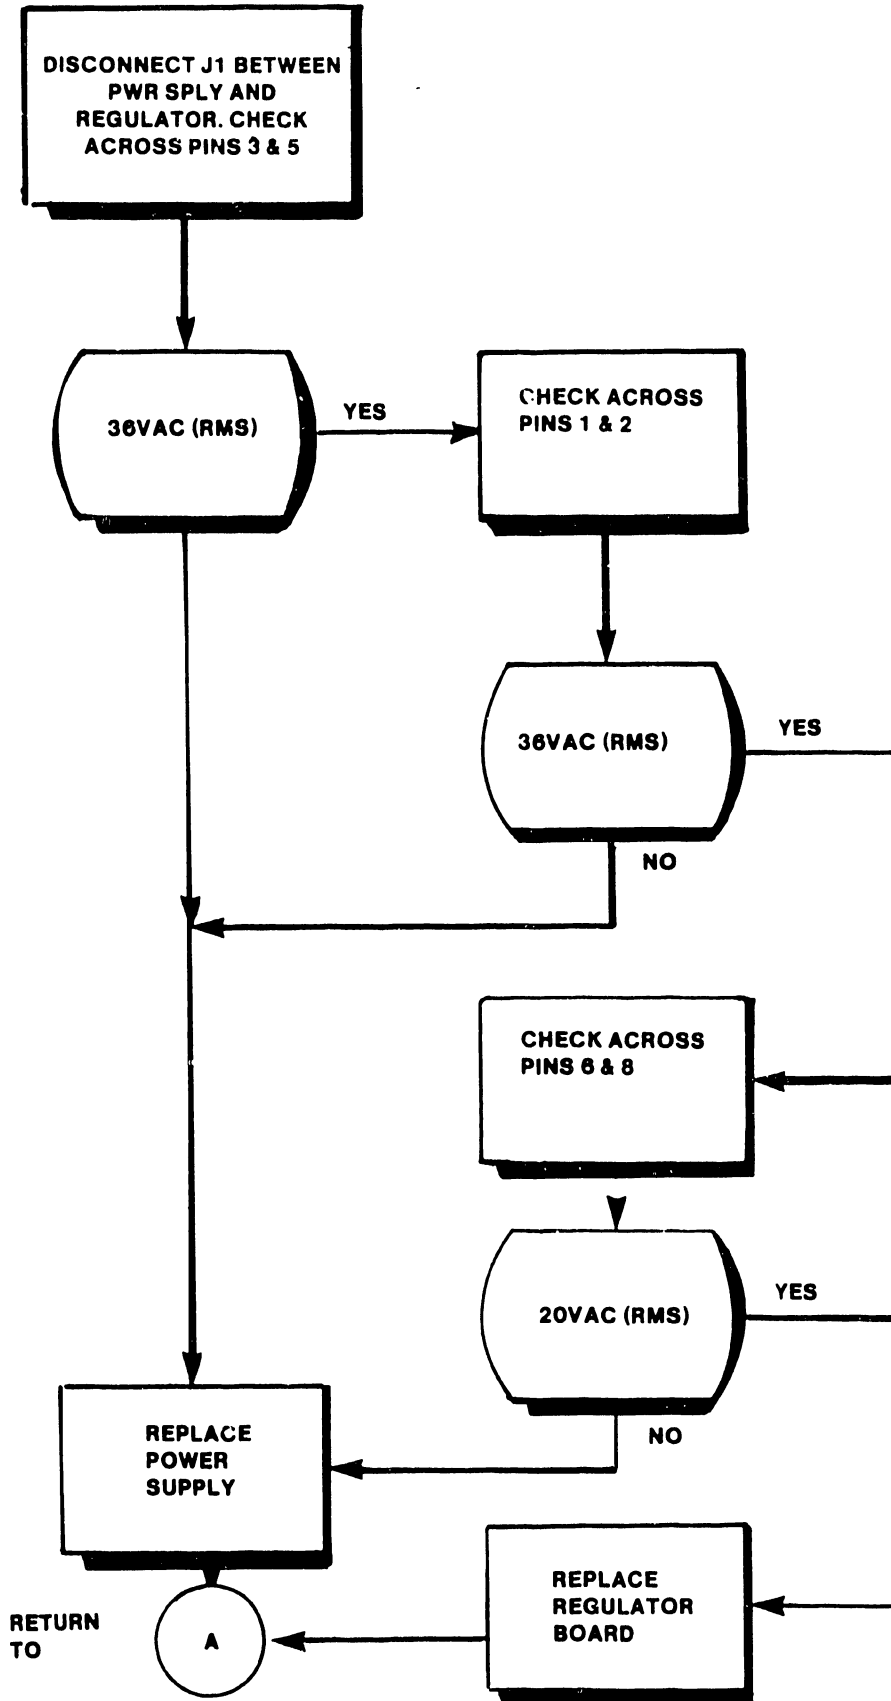 DISCONNECT J1 BETWEEN
PWR SPLY AND
REGULATOR. CHECK
ACROSS PINS 3 & 5
36VAC (RMS)
YES
CHECK ACROSS
PINS 1 & 2
36VAC (RMS)
YES
NO
CHECK ACROSS
PINS 6 & 8
20VAC (RMS)
YES
NO
REPLACE
POWER
SUPPLY
REPLACE
REGULATOR
BOARD
RETURN
TO
A